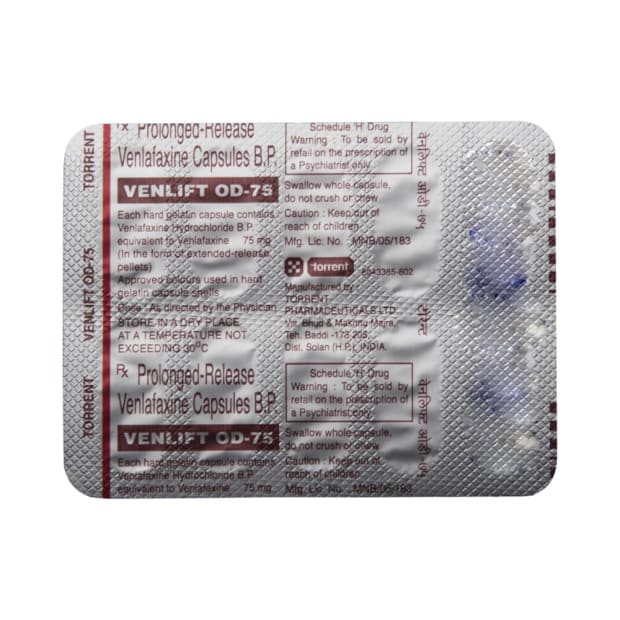 TORRENT
VENLIFT OD-75
TORRENT
Rx Prolonged-Release
Venlafaxine Capsules B.P.
VENLIFT OD-75
Each hard gelatin capsule contains:
Venlafaxine Hydrochloride B.P.
equivalent to Venlafaxine 75 mg
(In the form of extended-release
pellets)
Approved colours used in hard
gelatin capsule shells
Dose : As directed by the Physician
STORE IN A DRY PLACE
AT A TEMPERATURE NOT
EXCEEDING 30°C
Schedule 'H' Drug
Warning : To be sold by
retail on the prescription of
a Psychiatrist only.
Swallow whole capsule,
do not crush or chew
Caution : Keep out of
reach of children
Mfg. Lic. No. : MNB/05/183
torrent
8043385-802
Manufactured by :
TORRENT
PHARMACEUTICALS LTD.
Vill. Bhud & Makhnu Majra,
Teh. Baddi -173 205,
Dist. Solan (H.P.), INDIA.
Rx Prolonged-Release
Venlafaxine Capsules B.P.
VENLIFT OD-75
Each hard gelatin capsule contains
Venlafaxine Hydrochloride B.P.
equivalent to Venlafaxine 75 mg
Schedule 'H' Drug
Warning : To be sold by
retail on the prescription of
a Psychiatrist only.
Swallow whole capsule,
do not crush or chew
Caution : Keep out of
reach of children
Mfg. Lic. No. : MNB/05/183